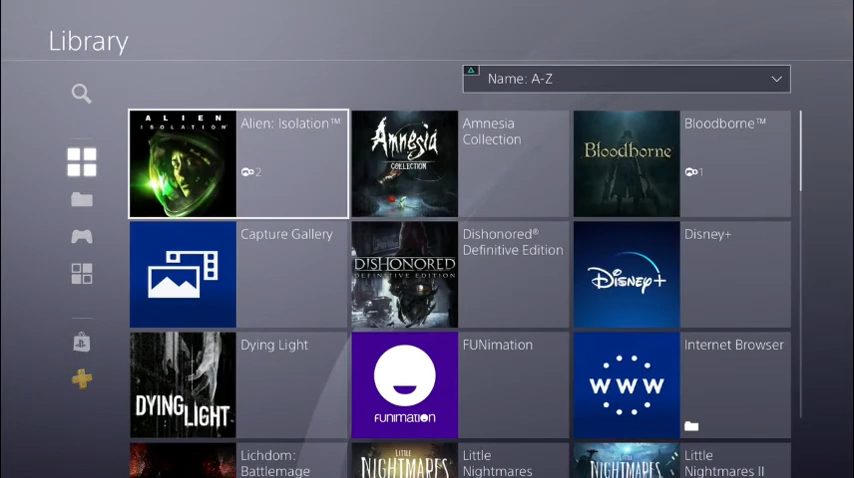 Library
Name: A-Z
ALIEN
ISOLATION
Alien: Isolation™
2
Amnesia
COLLECTION
Amnesia
Collection
Bloodborne
Bloodborne™
1
Capture Gallery
DISHONORED
DEFINITIVE EDITION
Dishonored®
Definitive Edition
Disney+
Disney+
DYING LIGHT
Dying Light
FUNimaTiON
FUNimation
WWW
Internet Browser
Lichdom:
Battlemage
LITTLE
NIGHTMARES
Little
Nightmares
LITTLE
NIGHTMARES
Little
Nightmares II